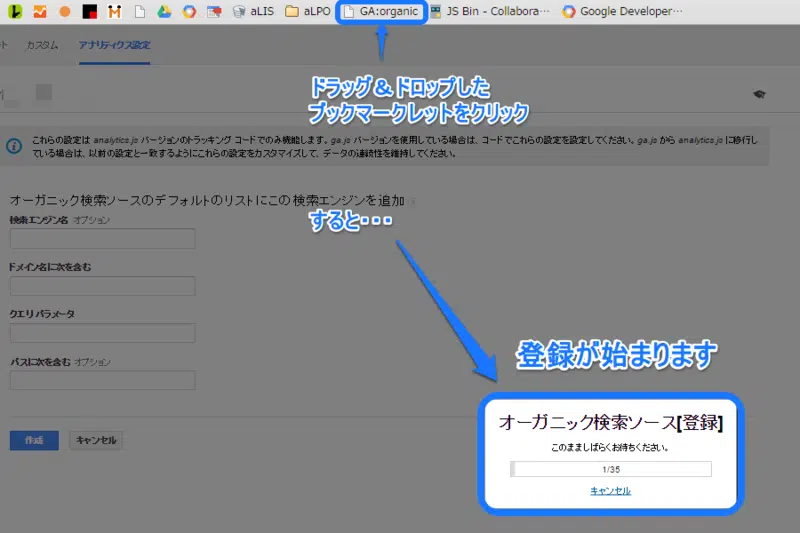 aLIS aLPO GA:organic JS Bin - Collabora… Google Developer…
ト カスタム アナリティクス設定
ドラッグ＆ドロップした
ブックマークレットをクリック
これらの設定は analytics.js バージョンのトラッキング コードでのみ機能します。ga.js バージョンを使用している場合は、コードでこれらの設定を設定してください。ga.js から analytics.js に移行し
ている場合は、以前の設定と一致するようにこれらの設定をカスタマイズして、データの連続性を維持してください。
オーガニック検索ソースのデフォルトのリストにこの検索エンジンを追加
検索エンジン名 オプション
すると・・・
ドメイン名に次を含む
クエリ パラメータ
パスに次を含む オプション
登録が始まります
オーガニック検索ソース[登録]
このまましばらくお待ちください。
1/35
キャンセル
作成 キャンセル